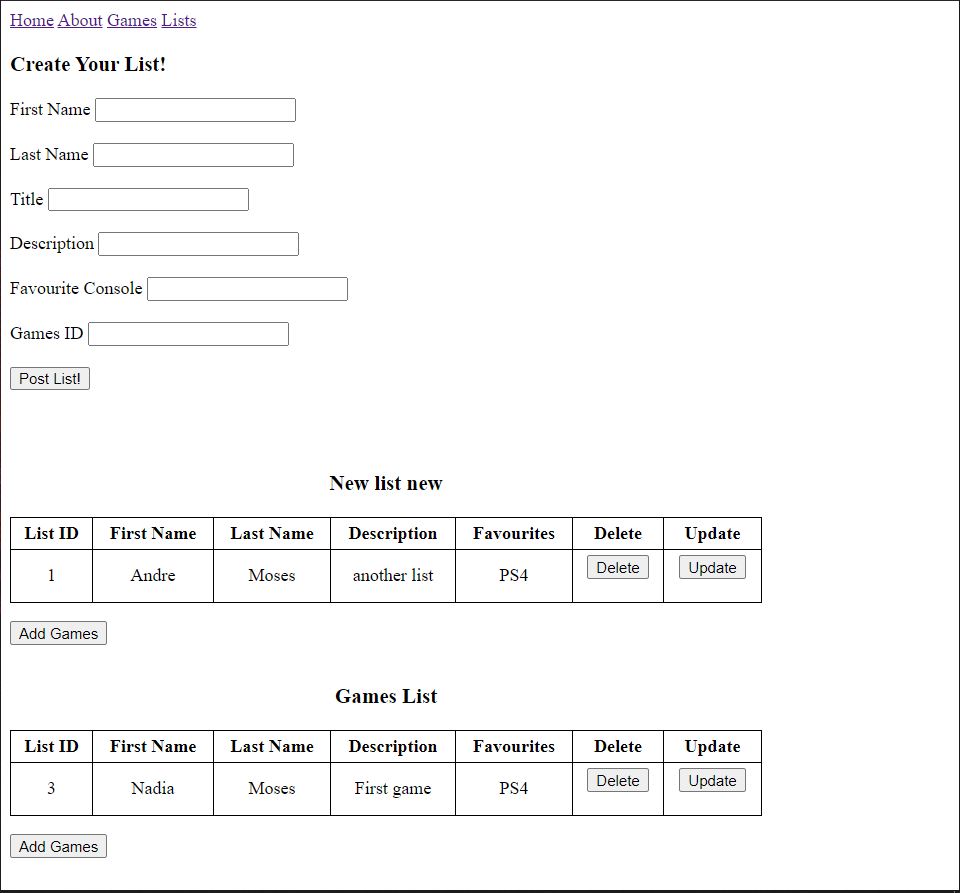 Home About Games Lists
Create Your List!
First Name
Last Name
Title
Description
Favourite Console
Games ID
Post List!
New list new
List ID First Name Last Name Description Favourites Delete Update
1 Andre Moses another list PS4 Delete Update
Add Games
Games List
List ID First Name Last Name Description Favourites Delete Update
3 Nadia Moses First game PS4 Delete Update
Add Games